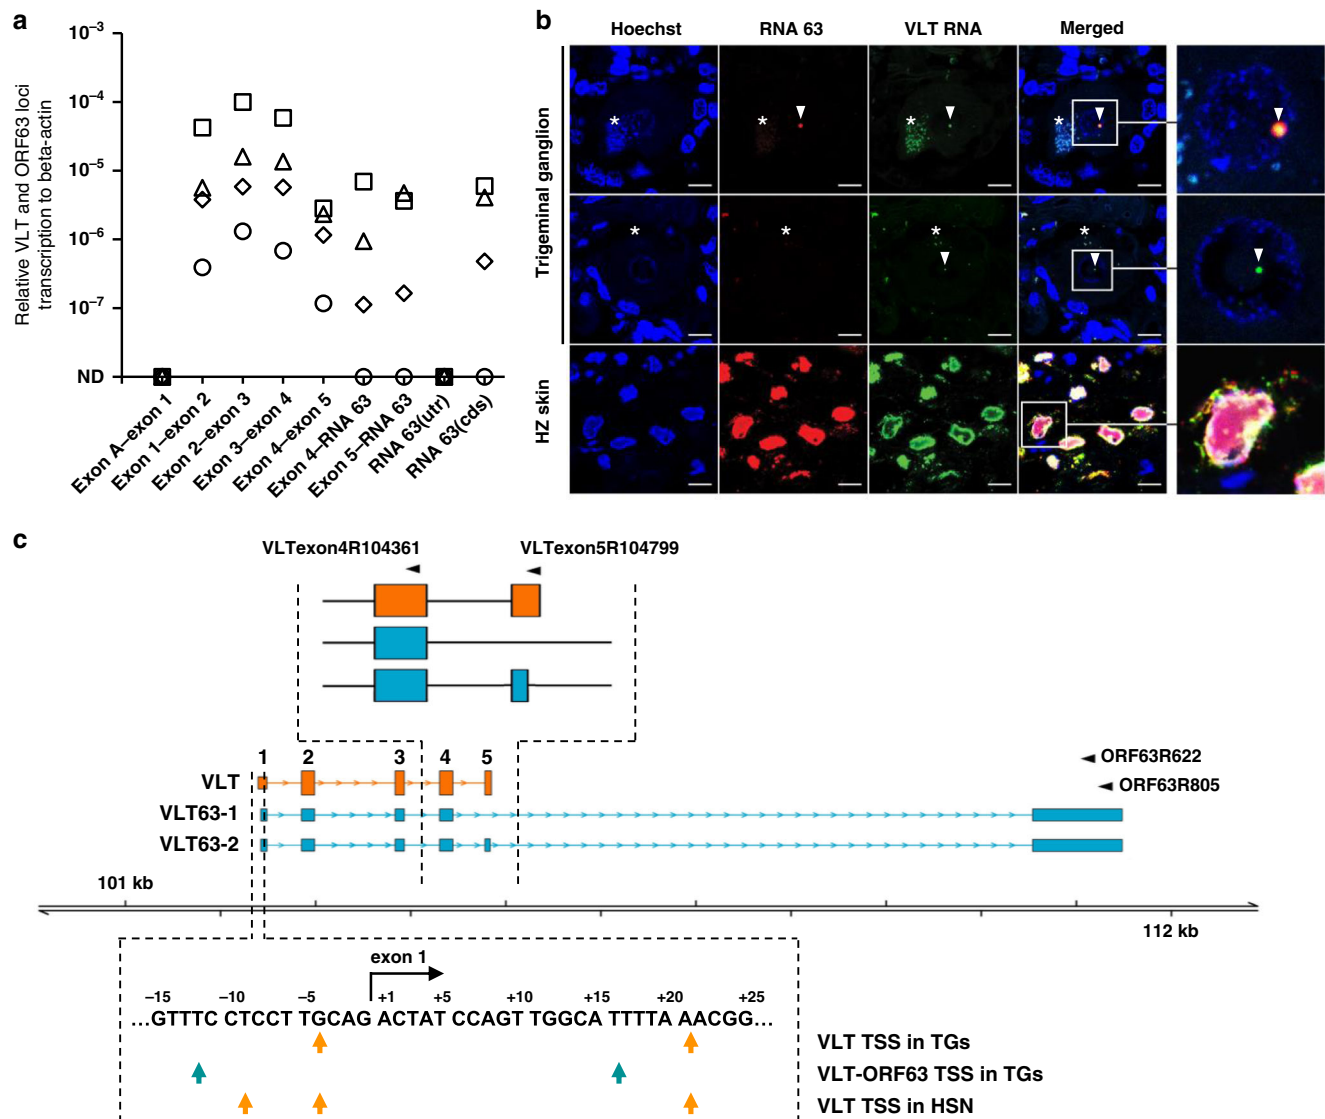 a
Relative VLT and ORF63 loci
transcription to beta-actin
10⁻³
10⁻⁴
10⁻⁵
10⁻⁶
10⁻⁷
ND
Exon A–exon 1
Exon 1–exon 2
Exon 2–exon 3
Exon 3–exon 4
Exon 4–exon 5
Exon 4–RNA 63
Exon 5–RNA 63
RNA 63(utr)
RNA 63(cds)
b
Hoechst
RNA 63
VLT RNA
Merged
Trigeminal ganglion
HZ skin
* * * *
* * * *
c
VLTexon4R104361
VLTexon5R104799
1 2 3 4 5
VLT
VLT63-1
VLT63-2
ORF63R622
ORF63R805
101 kb
112 kb
exon 1
–15 –10 –5 +1 +5 +10 +15 +20 +25
...GTTTC CTCCT TGCAG ACTAT CCAGT TGGCA TTTTA AACGG...
VLT TSS in TGs
VLT-ORF63 TSS in TGs
VLT TSS in HSN